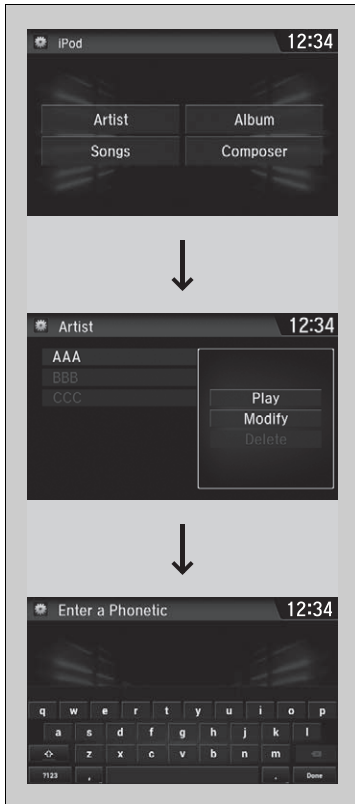 iPod 12:34
Artist Album
Songs Composer
Artist 12:34
AAA
BBB
CCC
Play
Modify
Delete
Enter a Phonetic 12:34
q w e r t y u i o p
a s d f g h j k l
z x c v b n m
?123 , . Done